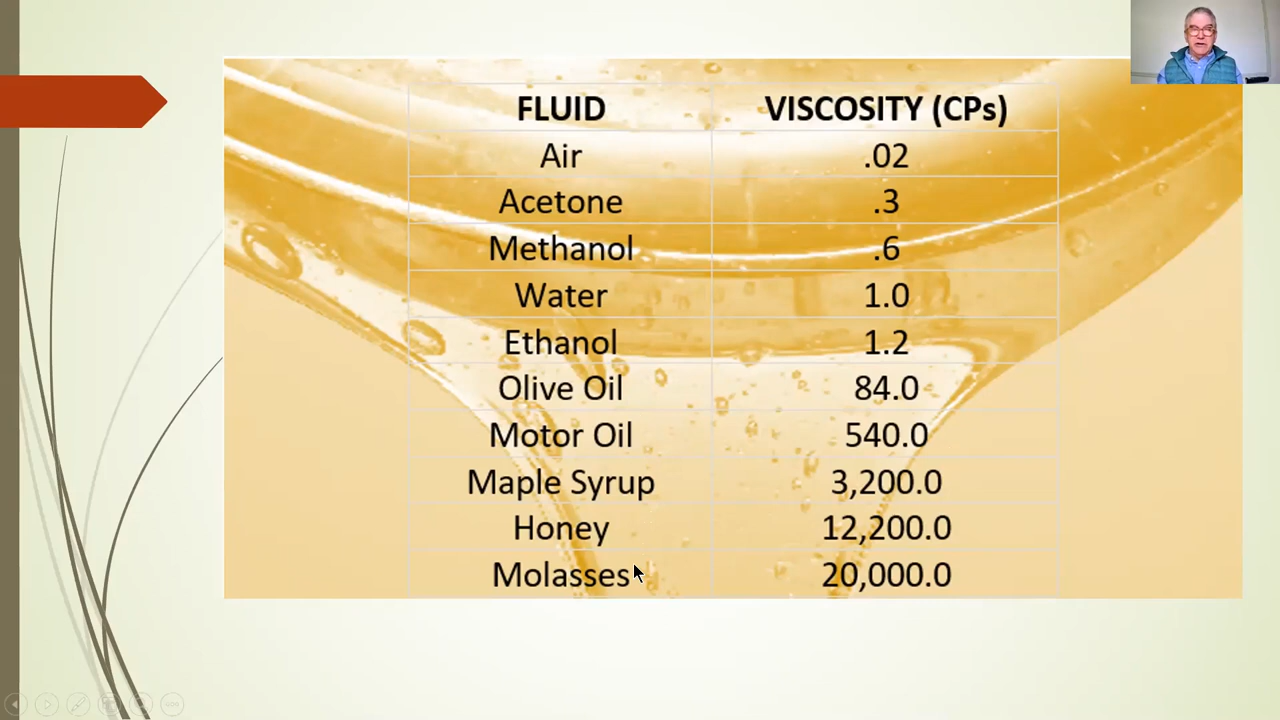 FLUID VISCOSITY (CPs)
Air .02
Acetone .3
Methanol .6
Water 1.0
Ethanol 1.2
Olive Oil 84.0
Motor Oil 540.0
Maple Syrup 3,200.0
Honey 12,200.0
Molasses 20,000.0